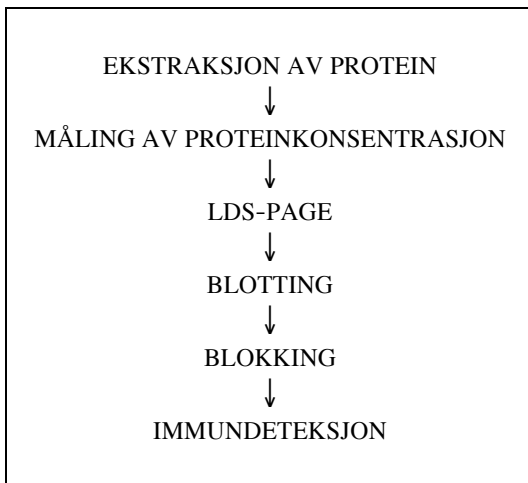 EKSTRAKSJON AV PROTEIN
↓
MÅLING AV PROTEINKONSENTRASJON
↓
LDS-PAGE
↓
BLOTTING
↓
BLOKKING
↓
IMMUNDETEKSJON